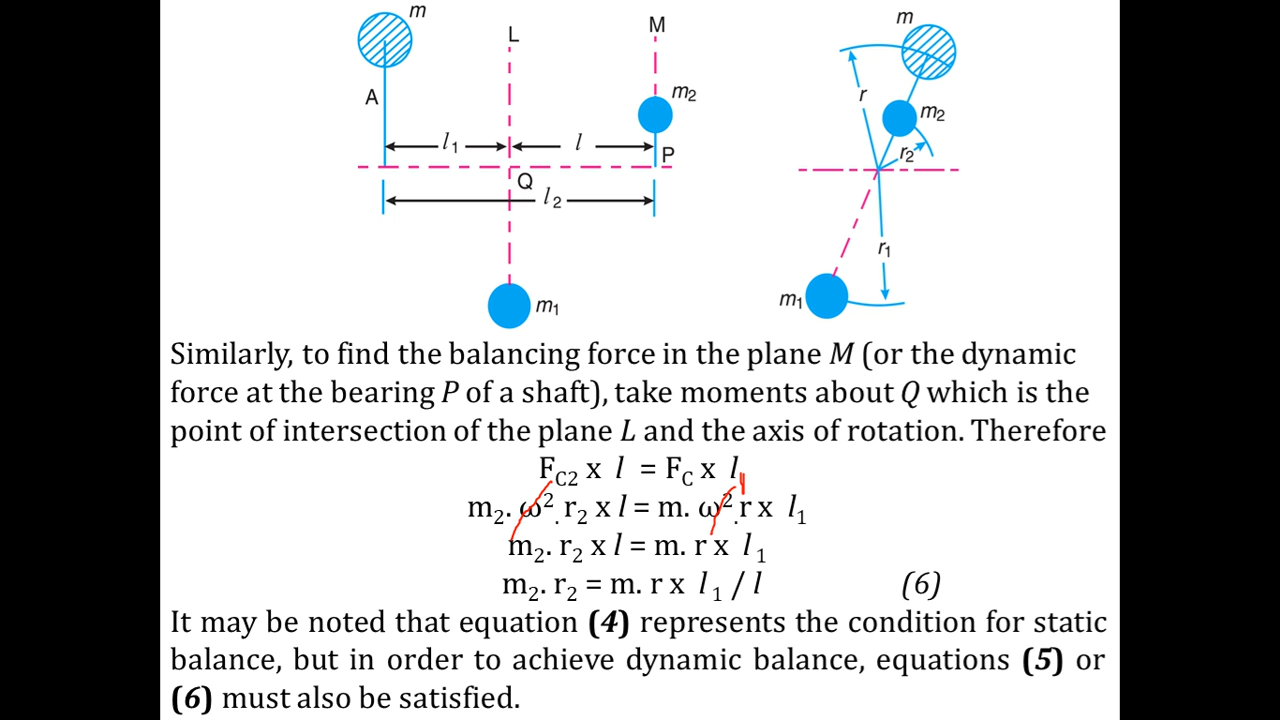 m
L
M
m2
A
l1
l
P
Q
l2
m1
m
r
m2
r2
r1
m1
Similarly, to find the balancing force in the plane M (or the dynamic
force at the bearing P of a shaft), take moments about Q which is the
point of intersection of the plane L and the axis of rotation. Therefore
FC2 x l = FC x l1
m2. ω². r2 x l = m. ω².r x l1
m2. r2 x l = m. r x l1
m2. r2 = m. r x l1 / l (6)
It may be noted that equation (4) represents the condition for static
balance, but in order to achieve dynamic balance, equations (5) or
(6) must also be satisfied.